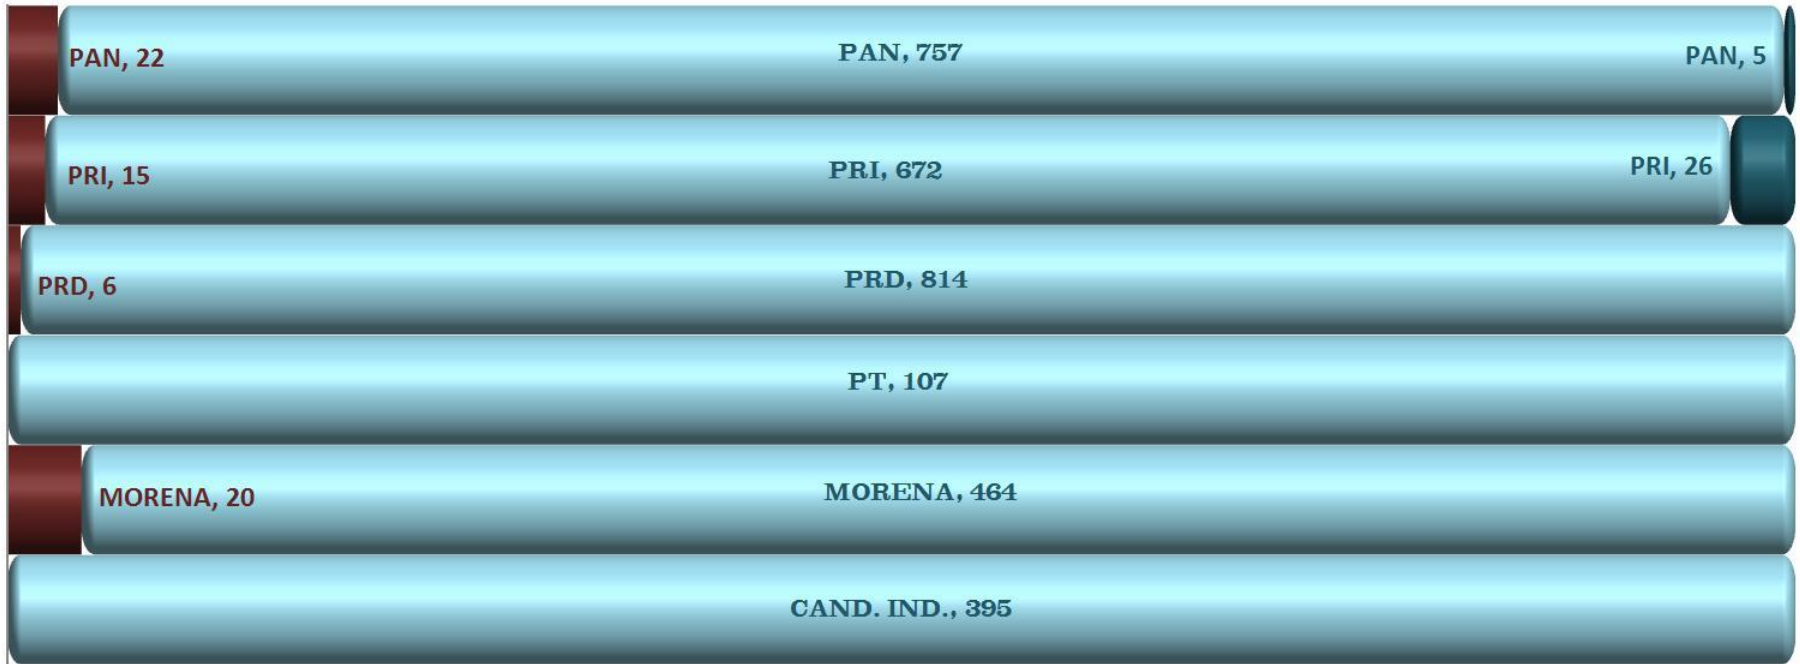 PAN, 22
PAN, 757
PAN, 5
PRI, 15
PRI, 672
PRI, 26
PRD, 6
PRD, 814
PT, 107
MORENA, 20
MORENA, 464
CAND. IND., 395